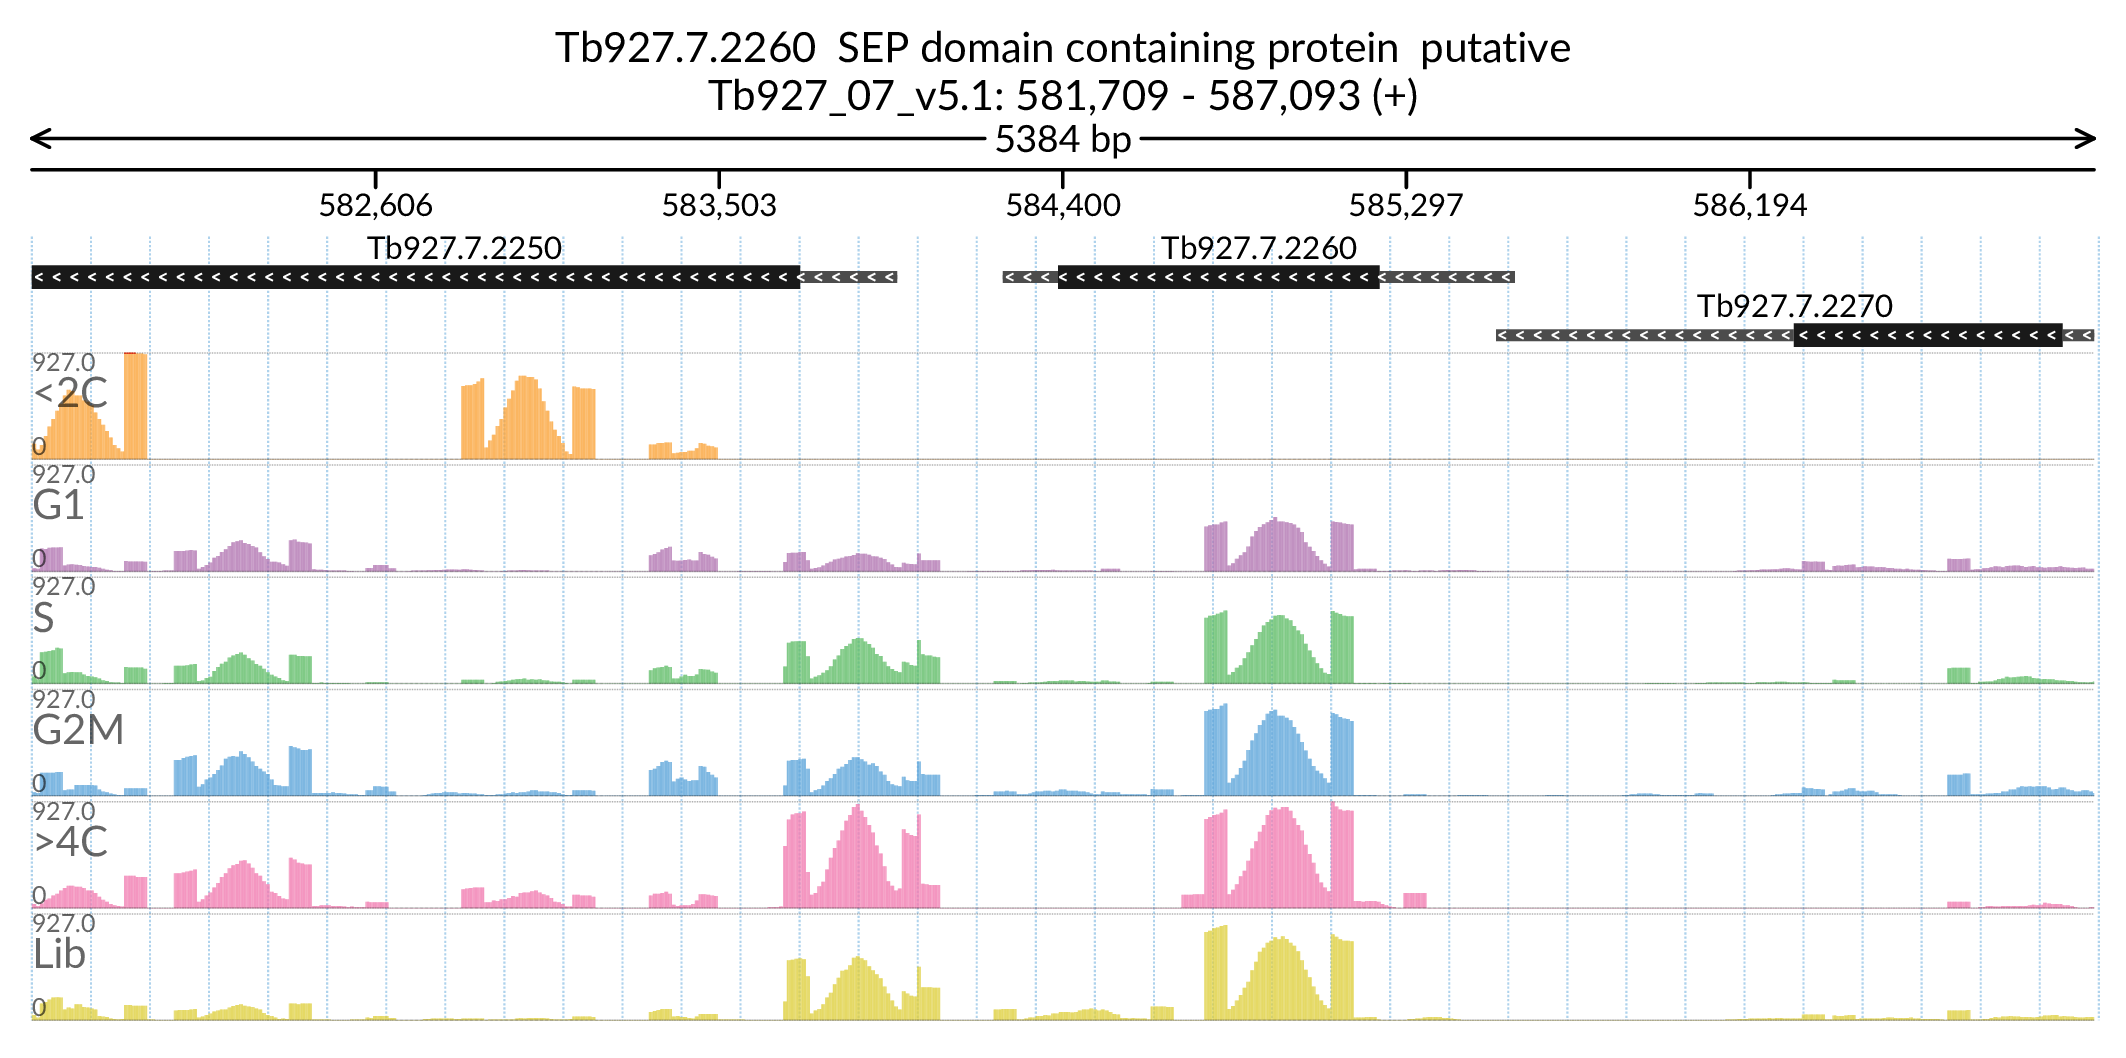 Tb927.7.2260  SEP domain containing protein  putative
Tb927_07_v5.1: 581,709 - 587,093 (+)
5384 bp
582,606 583,503 584,400 585,297 586,194
Tb927.7.2250 Tb927.7.2260
Tb927.7.2270
927.0
<2C
0
927.0
G1
0
927.0
S
0
927.0
G2M
0
927.0
>4C
0
927.0
Lib
0